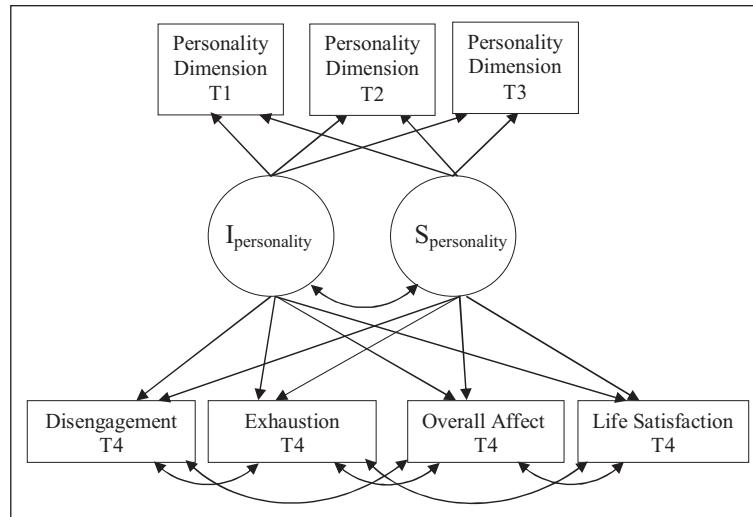 Personality
Dimension
T1
Personality
Dimension
T2
Personality
Dimension
T3
Ipersonality
Spersonality
Disengagement
T4
Exhaustion
T4
Overall Affect
T4
Life Satisfaction
T4